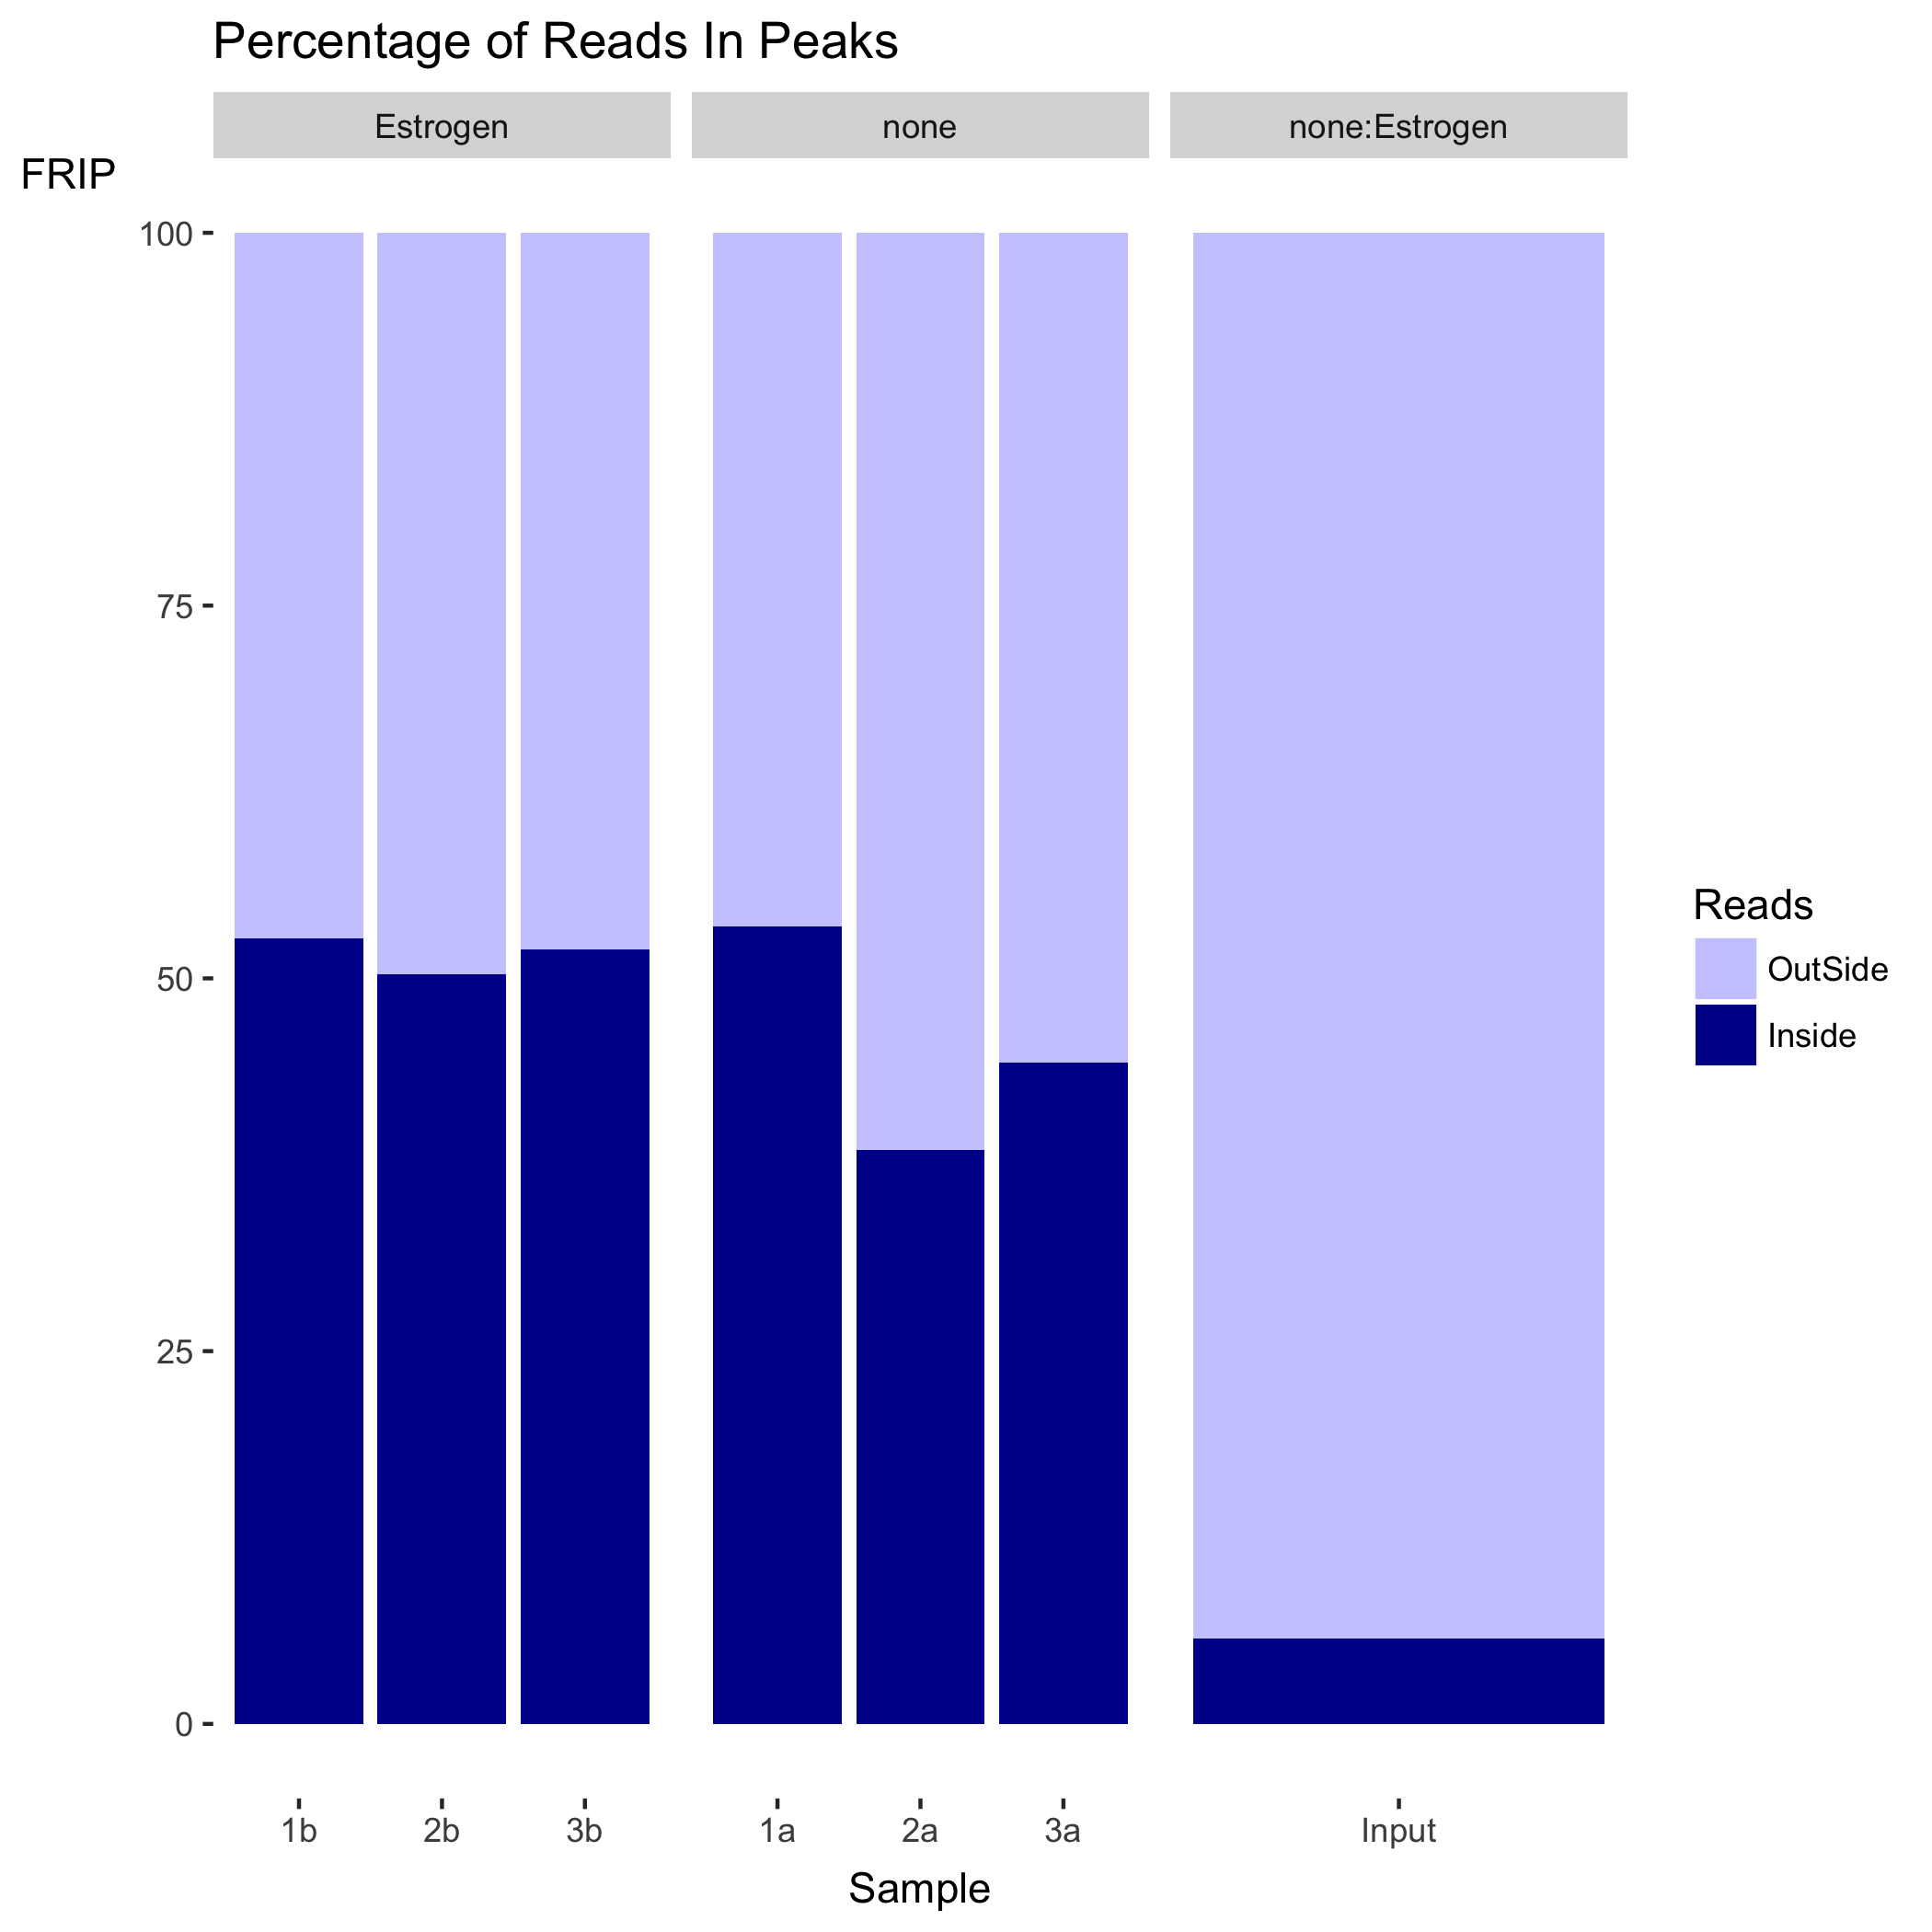 Percentage of Reads In Peaks
Estrogen none none:Estrogen
FRIP
100
75
50
25
0
1b 2b 3b 1a 2a 3a Input
Sample
Reads
OutSide
Inside